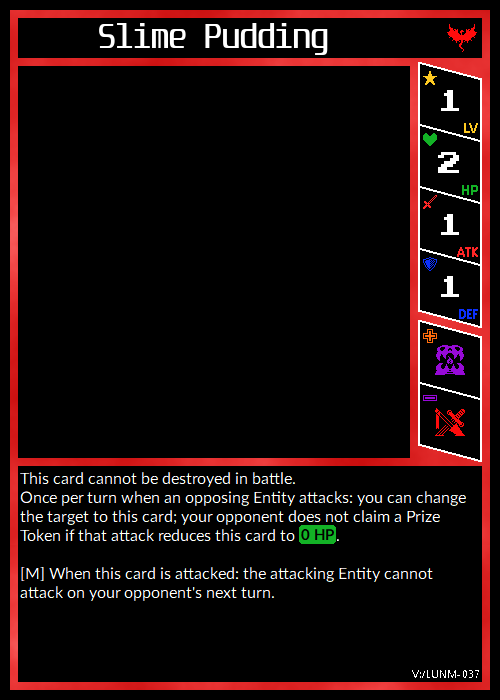 Slime Pudding
1
LV
2
HP
1
ATK
1
DEF
This card cannot be destroyed in battle.
Once per turn when an opposing Entity attacks: you can change
the target to this card; your opponent does not claim a Prize
Token if that attack reduces this card to 0 HP.
[M] When this card is attacked: the attacking Entity cannot
attack on your opponent's next turn.
V:/LUNM-037